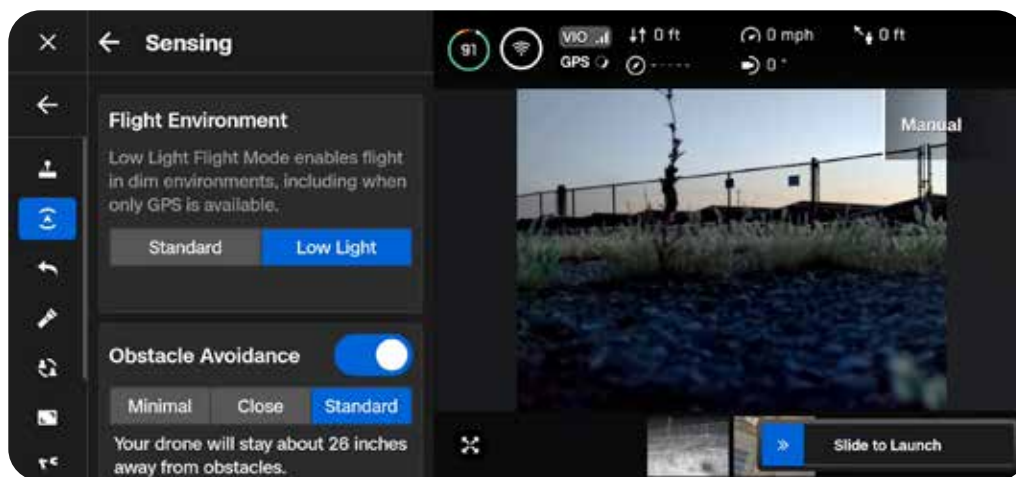 Sensing
Flight Environment
Low Light Flight Mode enables flight
in dim environments, including when
only GPS is available.
Standard Low Light
Obstacle Avoidance
Minimal Close Standard
Your drone will stay about 26 inches
away from obstacles.
91
VIO 0 ft 0 mph 0 ft
GPS ----- 0°
Manual
Slide to Launch